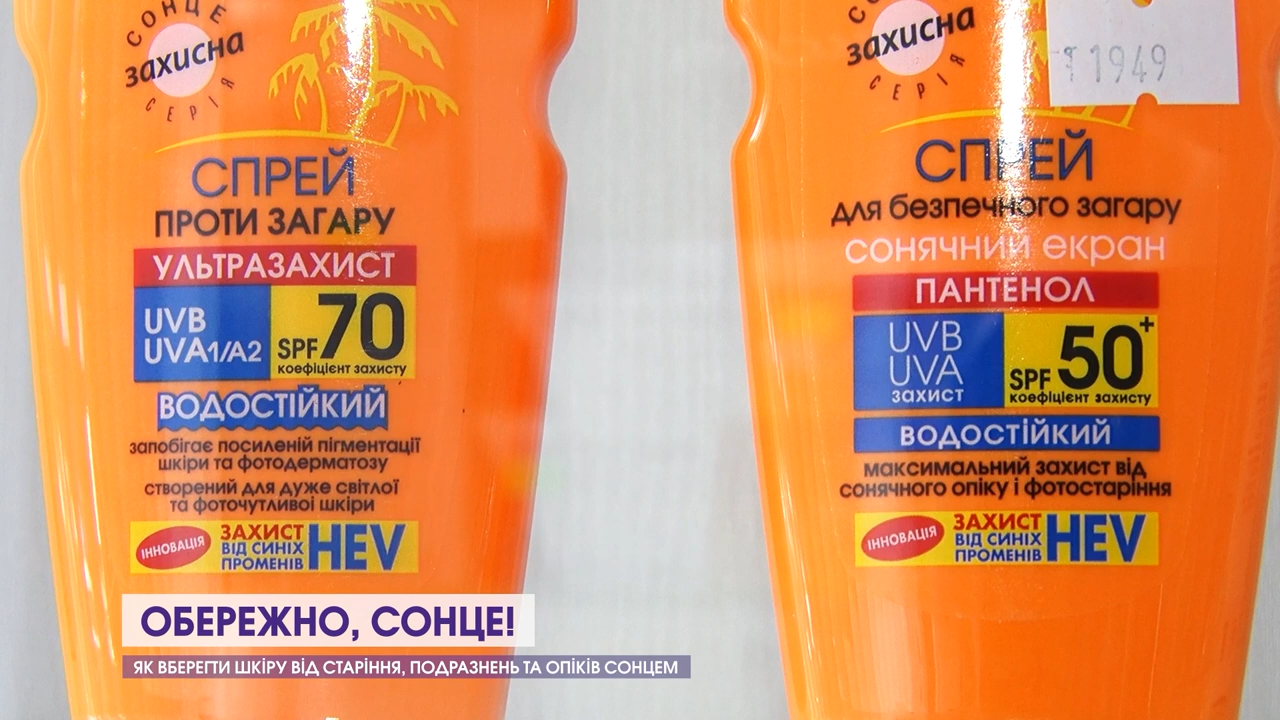 СОНЦЕ
захисна
СЕРІЯ
СПРЕЙ
ПРОТИ ЗАГАРУ
УЛЬТРАЗАХИСТ
UVB
UVA1/A2
SPF 70
коефіцієнт захисту
ВОДОСТІЙКИЙ
запобігає посиленій пігментації
шкіри та фотодерматозу
створений для дуже світлої
та фоточутливої шкіри
ІННОВАЦІЯ
ЗАХИСТ
ВІД СИНІХ
ПРОМЕНІВ
HEV
захисна
СЕРІЯ
1949
СПРЕЙ
для безпечного загару
сонячний екран
ПАНТЕНОЛ
UVB
UVA
захист
SPF 50+
коефіцієнт захисту
ВОДОСТІЙКИЙ
максимальний захист від
сонячного опіку і фотостаріння
ІННОВАЦІЯ
ЗАХИСТ
ВІД СИНІХ
ПРОМЕНІВ
HEV
ОБЕРЕЖНО, СОНЦЕ!
ЯК ВБЕРЕГТИ ШКІРУ ВІД СТАРІННЯ, ПОДРАЗНЕНЬ ТА ОПІКІВ СОНЦЕМ